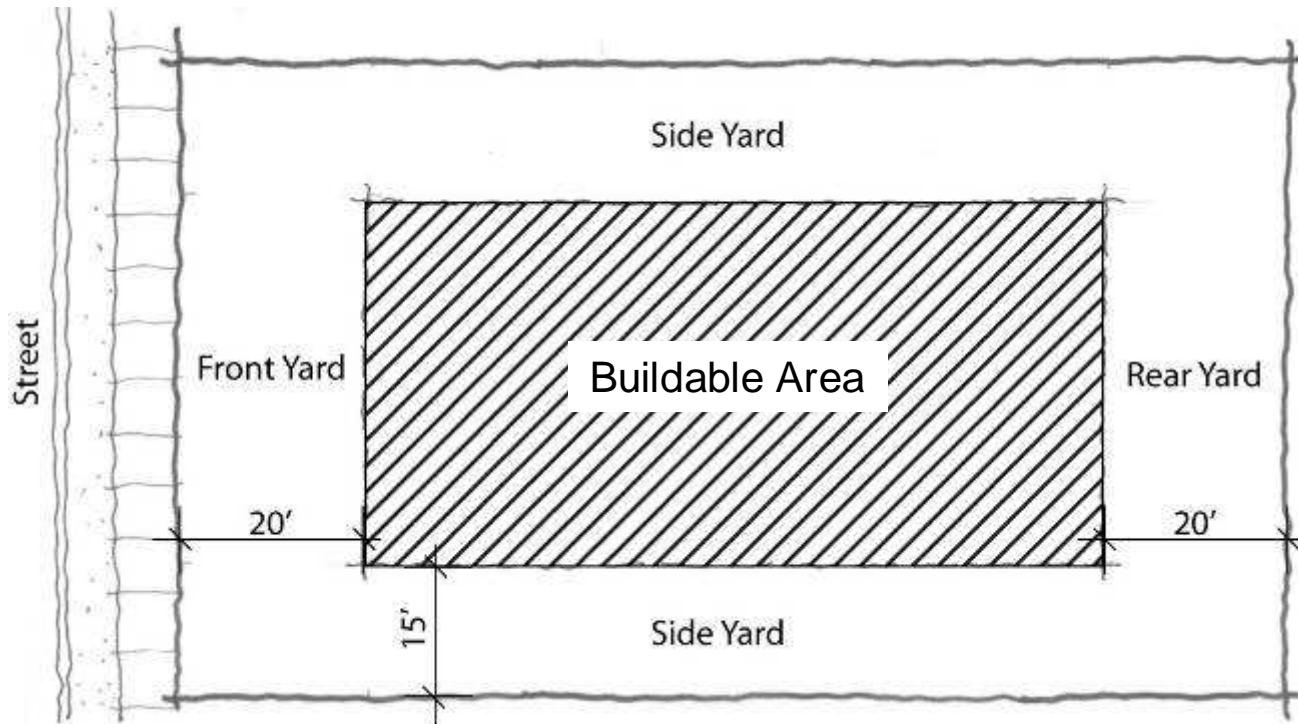 Side Yard
Street
Front Yard
Buildable Area
Rear Yard
20′
20′
15′
Side Yard